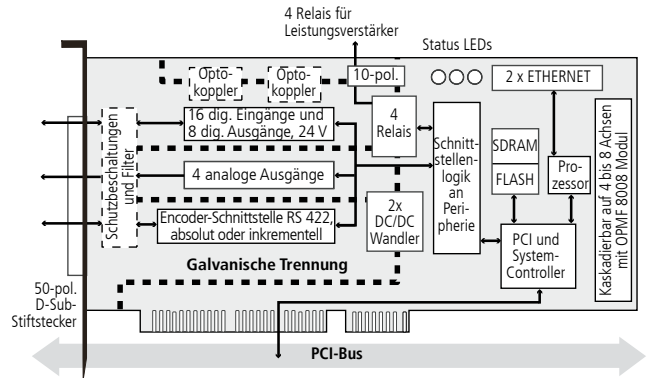 4 Relais für
Leistungsverstärker
Status LEDs
Opto-
koppler
Opto-
koppler
10-pol.
2 x ETHERNET
Schutzbeschaltungen
und Filter
16 dig. Eingänge und
8 dig. Ausgänge, 24 V
4
Relais
Schnitt-
stellen-
logik
an
Peri-
pherie
SDRAM
FLASH
Pro-
zessor
Kaskadierbar auf 4 bis 8 Achsen
mit OPMF 8008 Modul
4 analoge Ausgänge
Encoder-Schnittstelle RS 422,
absolut oder inkrementell
2x
DC/DC
Wandler
PCI und
System-
Controller
Galvanische Trennung
50-pol.
D-Sub-
Stiftstecker
PCI-Bus